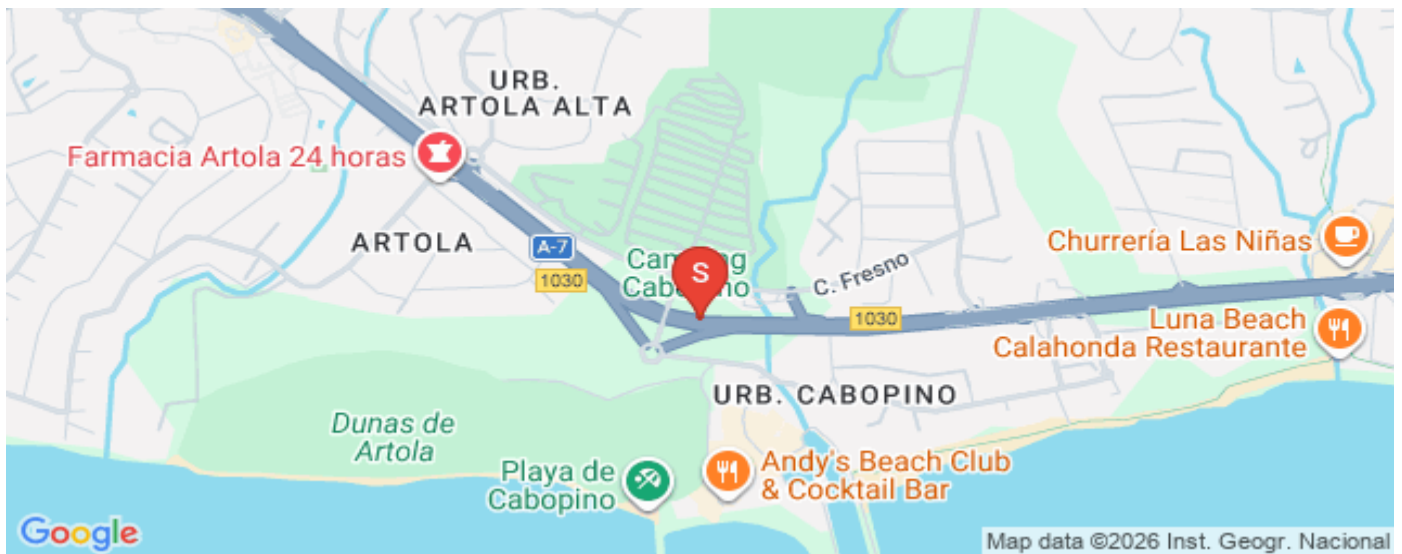 URB.
ARTOLA ALTA
Farmacia Artola 24 horas
ARTOLA
A-7
1030
S
Cabopino
C. Fresno
1030
Churrería Las Niñas
Luna Beach
Calahonda Restaurante
URB. CABOPINO
Dunas de
Artola
Playa de
Cabopino
Andy's Beach Club
& Cocktail Bar
Google
Map data ©2026 Inst. Geogr. Nacional